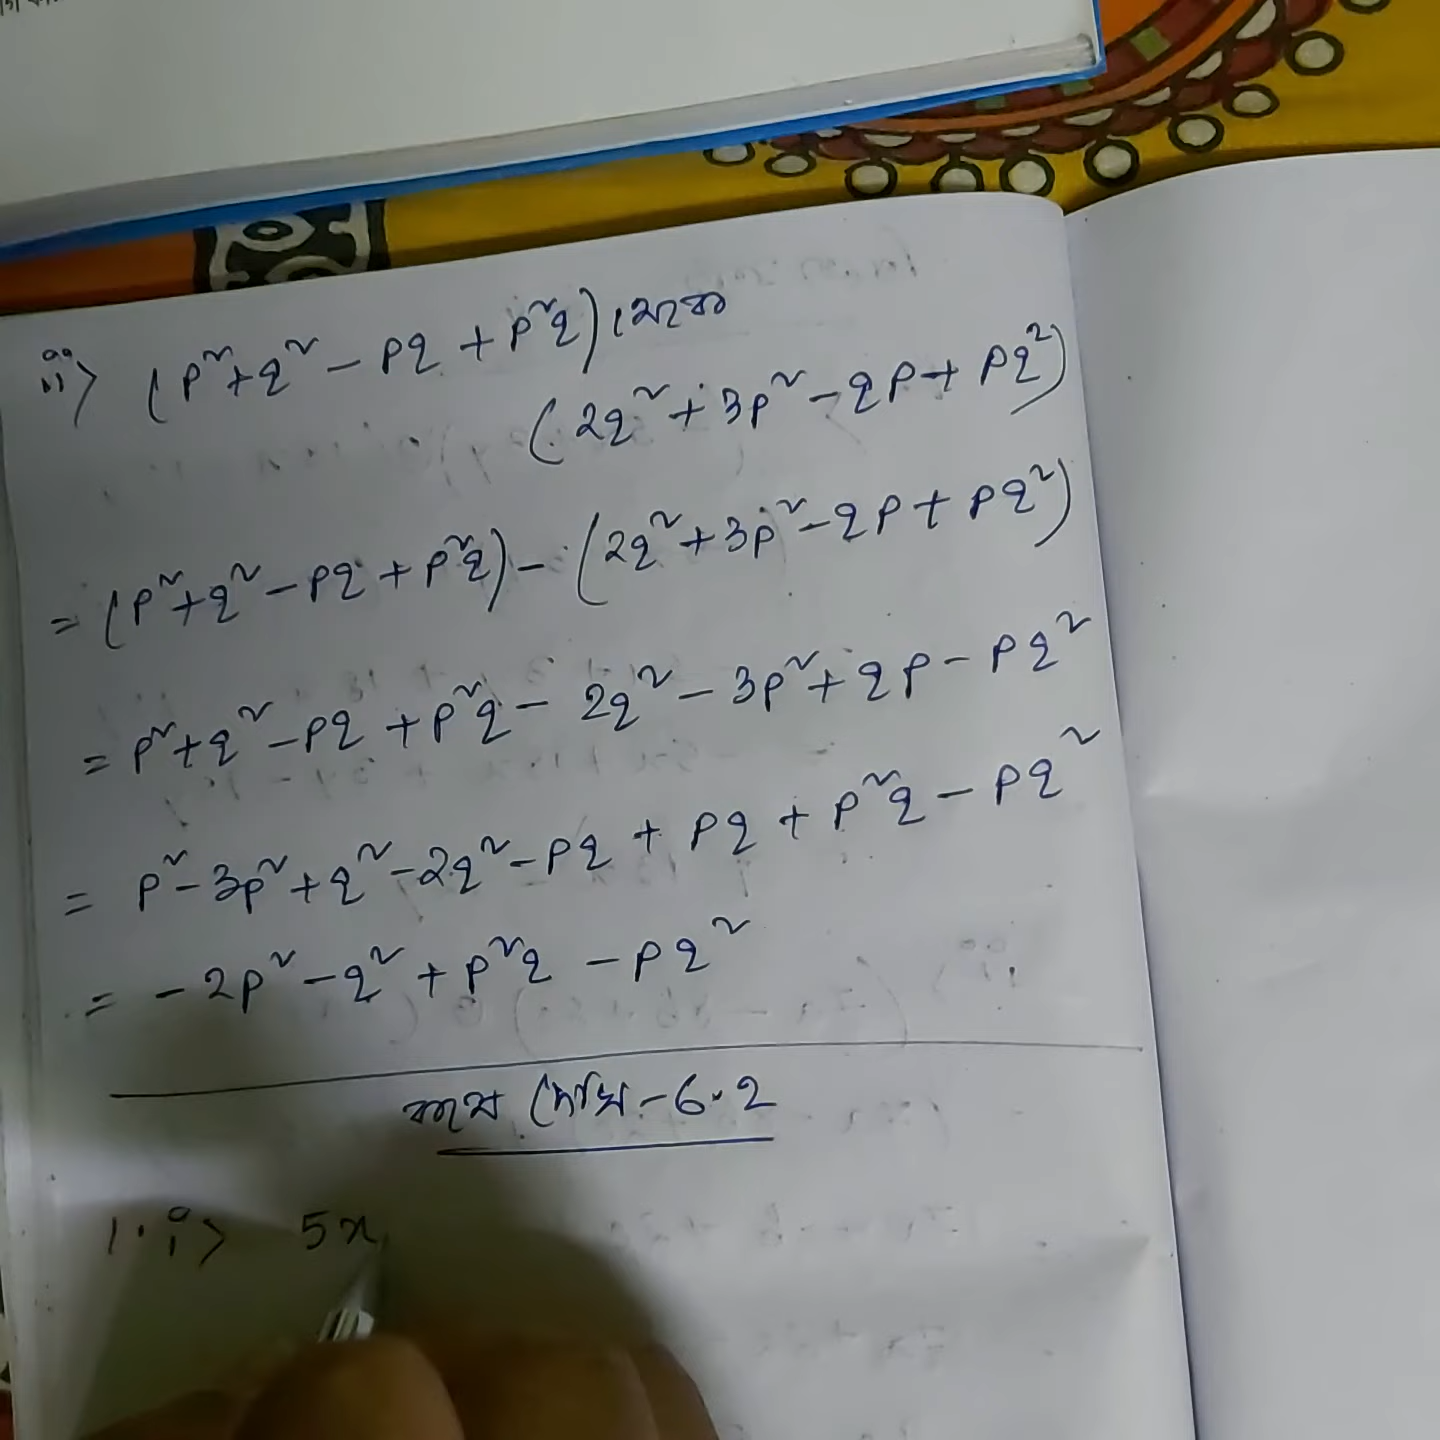 ii> (p²+q² - pq + p²q) থেকে
(2q² + 3p² - qp + pq²)
= (p²+q² - pq + p²q) - (2q² + 3p² - qp + pq²)
= p²+q² - pq + p²q - 2q² - 3p² + qp - pq²
= p² - 3p² + q² - 2q² - pq + pq + p²q - pq²
= - 2p² - q² + p²q - pq²
কষে দেখি - 6.2
1. i> 5x